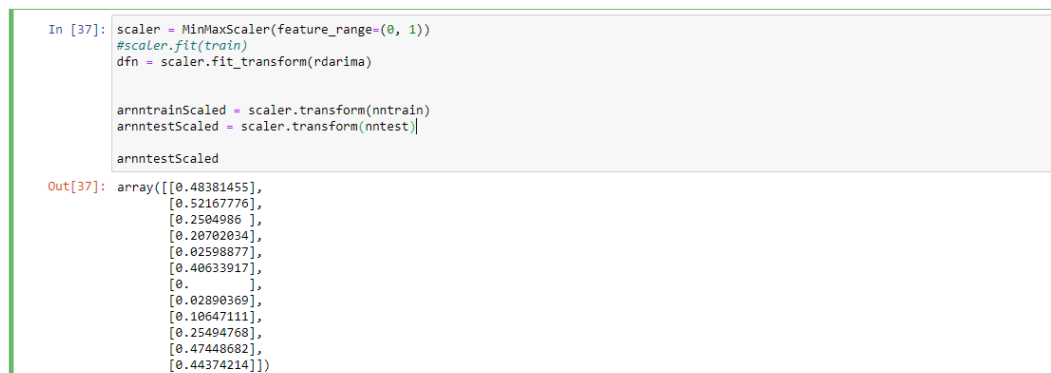 In [37]: scaler = MinMaxScaler(feature_range=(0, 1))
#scaler.fit(train)
dfn = scaler.fit_transform(rdarima)
arnntrainScaled = scaler.transform(nntrain)
arnntestScaled = scaler.transform(nntest)
arnntestScaled
Out[37]: array([[0.48381455],
[0.52167776],
[0.2504986 ],
[0.20702034],
[0.02598877],
[0.40633917],
[0.        ],
[0.02890369],
[0.10647111],
[0.25494768],
[0.47448682],
[0.44374214]])